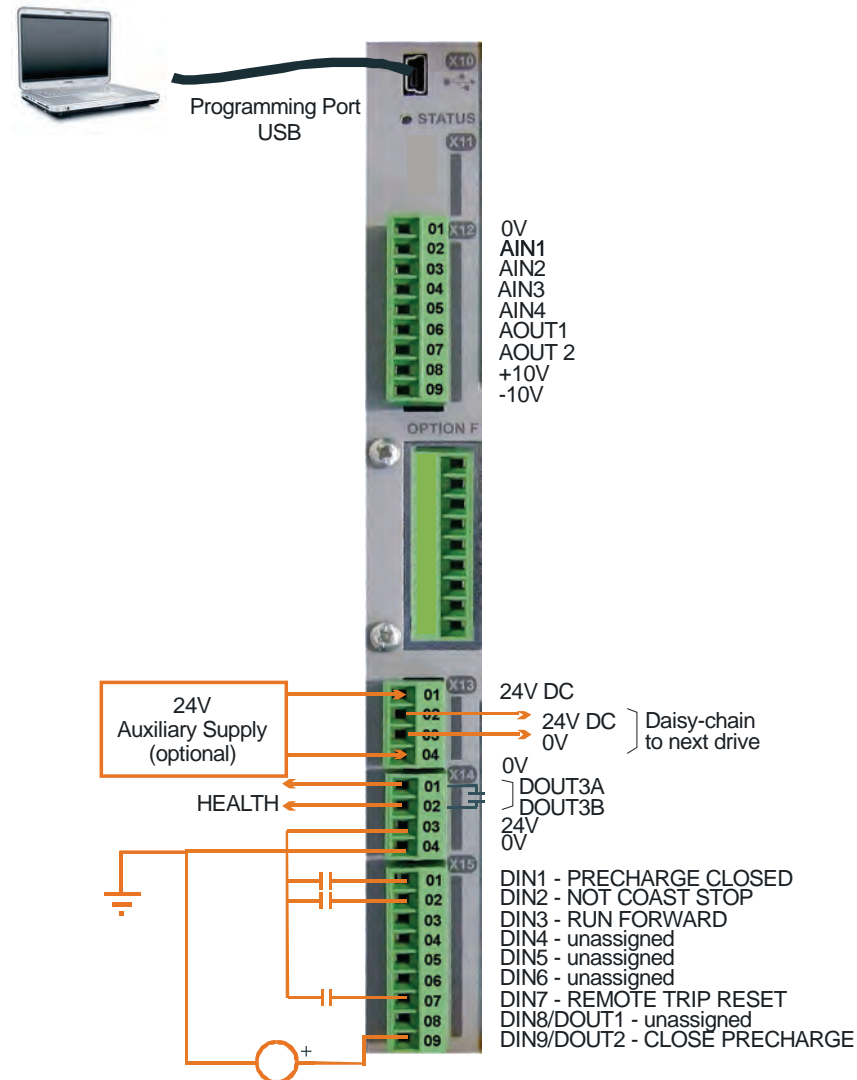 X10
Programming Port
USB
STATUS
X11
01 X12 0V
02 AIN1
03 AIN2
04 AIN3
05 AIN4
06 AOUT1
07 AOUT 2
08 +10V
09 -10V
OPTION F
X13
01 24V DC
02 24V DC
03 0V
Daisy-chain
to next drive
24V
Auxiliary Supply
(optional)
04 0V
X14
01 DOUT3A
HEALTH
02 DOUT3B
03 24V
04 0V
X15
01 DIN1 - PRECHARGE CLOSED
02 DIN2 - NOT COAST STOP
03 DIN3 - RUN FORWARD
04 DIN4 - unassigned
05 DIN5 - unassigned
06 DIN6 - unassigned
07 DIN7 - REMOTE TRIP RESET
08 DIN8/DOUT1 - unassigned
09 DIN9/DOUT2 - CLOSE PRECHARGE
+